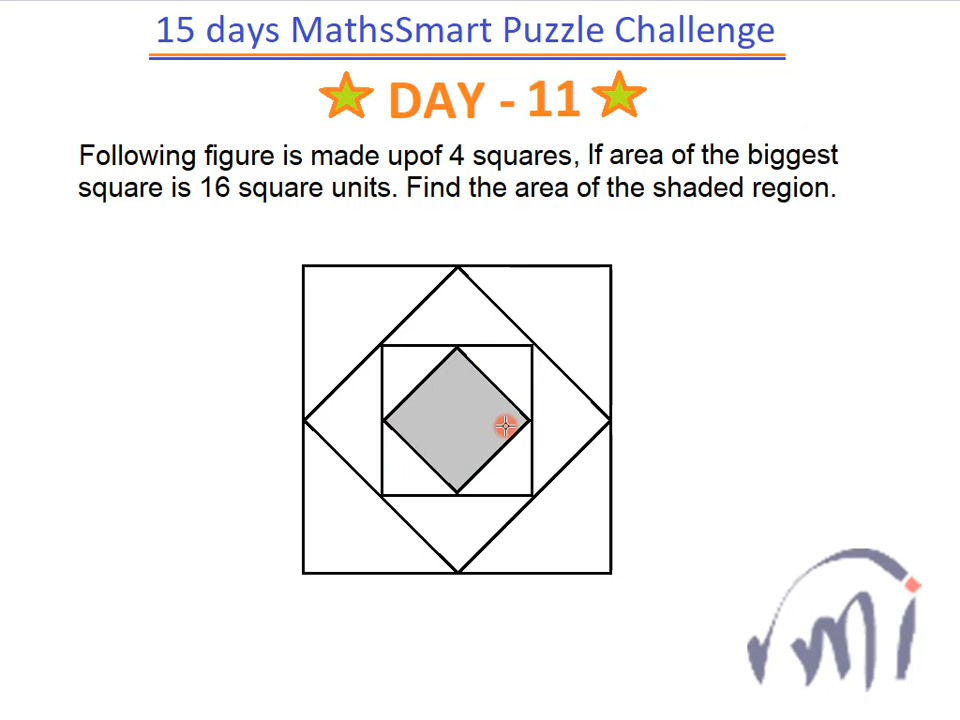 15 days MathsSmart Puzzle Challenge
DAY - 11
Following figure is made upof 4 squares, If area of the biggest
square is 16 square units. Find the area of the shaded region.
vmi